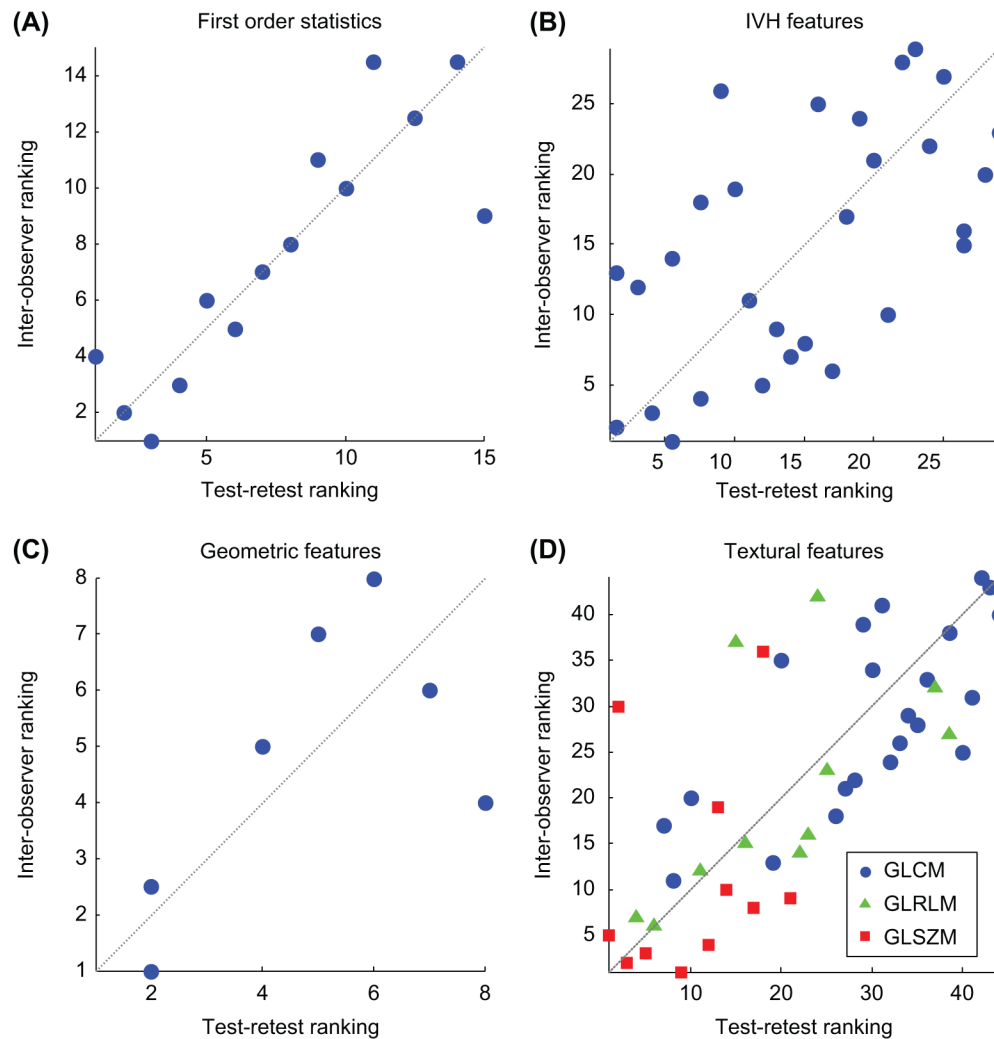 (A)
First order statistics
14
12
10
8
6
4
2
5
10
15
Inter-observer ranking
Test-retest ranking
(B)
IVH features
25
20
15
10
5
5
10
15
20
25
Inter-observer ranking
Test-retest ranking
(C)
Geometric features
8
7
6
5
4
3
2
1
2
4
6
8
Inter-observer ranking
Test-retest ranking
(D)
Textural features
40
35
30
25
20
15
10
5
10
20
30
40
Inter-observer ranking
Test-retest ranking
GLCM
GLRLM
GLSZM